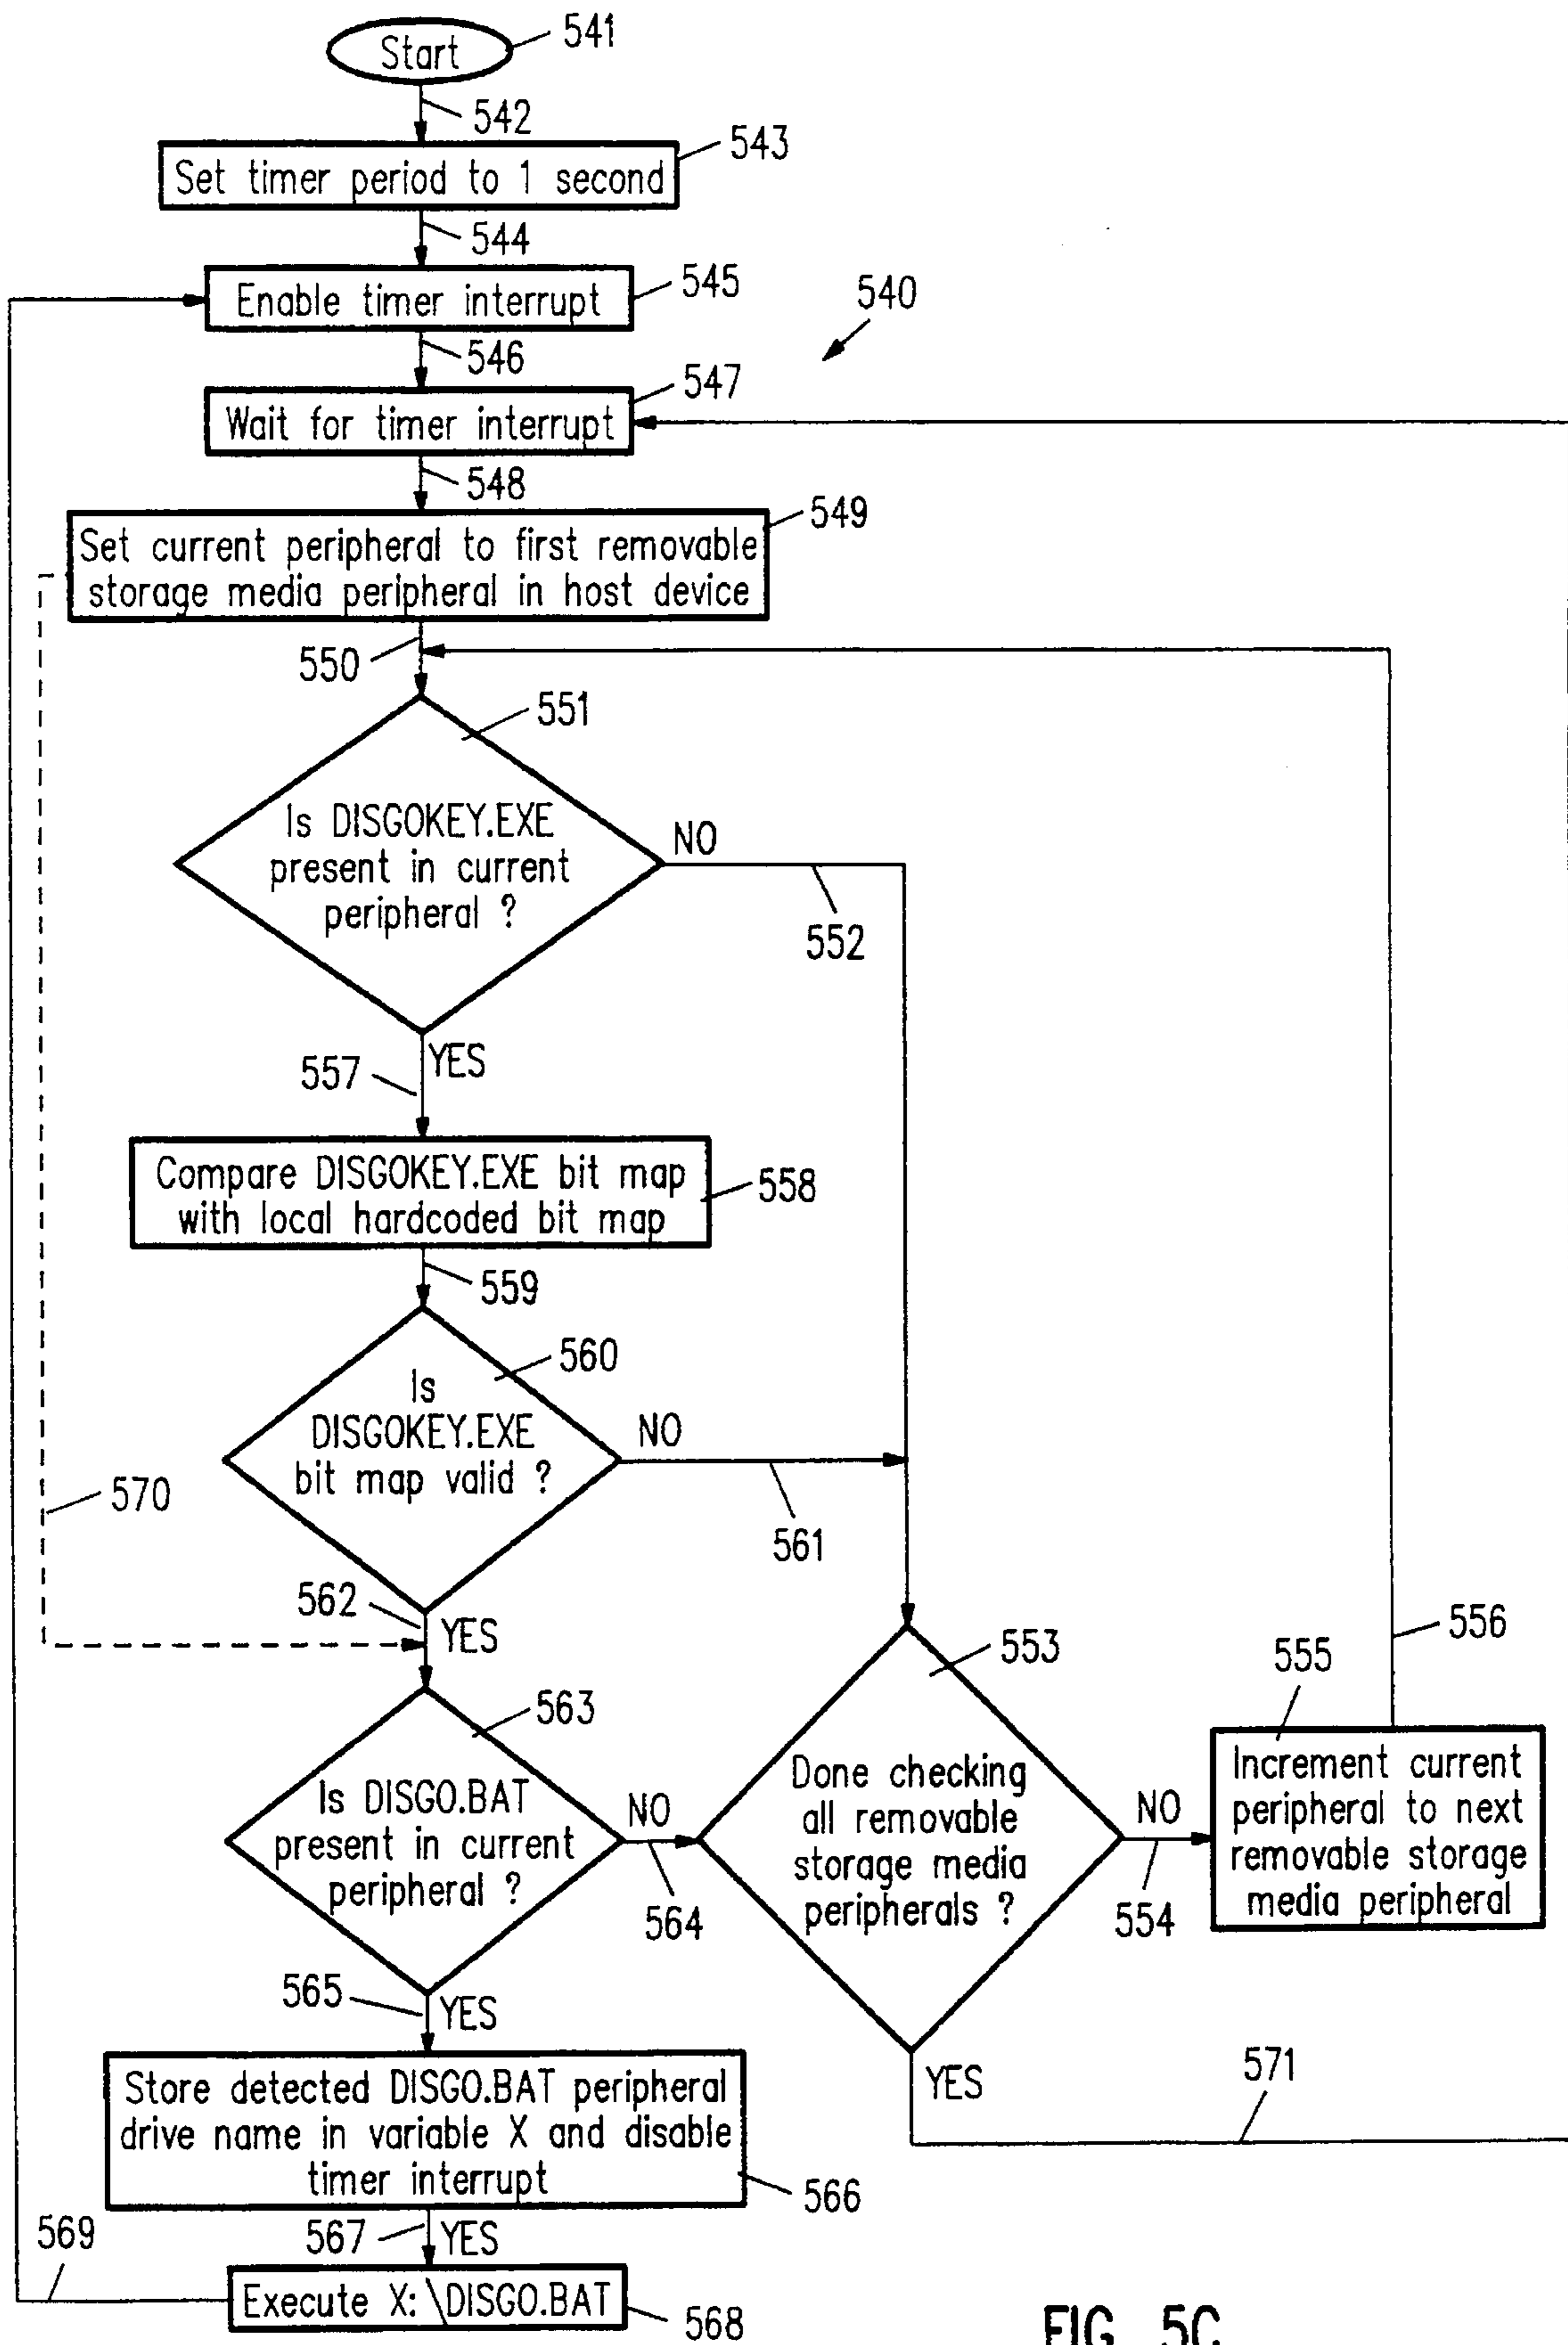 Start
541
542
Set timer period to 1 second
543
544
Enable timer interrupt
545
540
546
Wait for timer interrupt
547
548
Set current peripheral to first removable
storage media peripheral in host device
549
550
551
Is DISGOKEY.EXE
present in current
peripheral ?
NO
552
YES
557
Compare DISGOKEY.EXE bit map
with local hardcoded bit map
558
559
560
Is
DISGOKEY.EXE
bit map valid ?
NO
561
570
562
YES
563
Is DISGO.BAT
present in current
peripheral ?
NO
564
553
Done checking
all removable
storage media
peripherals ?
NO
554
555
556
Increment current
peripheral to next
removable storage
media peripheral
565
YES
YES
571
Store detected DISGO.BAT peripheral
drive name in variable X and disable
timer interrupt
566
567
YES
569
Execute X:\DISGO.BAT
568
FIG. 5C